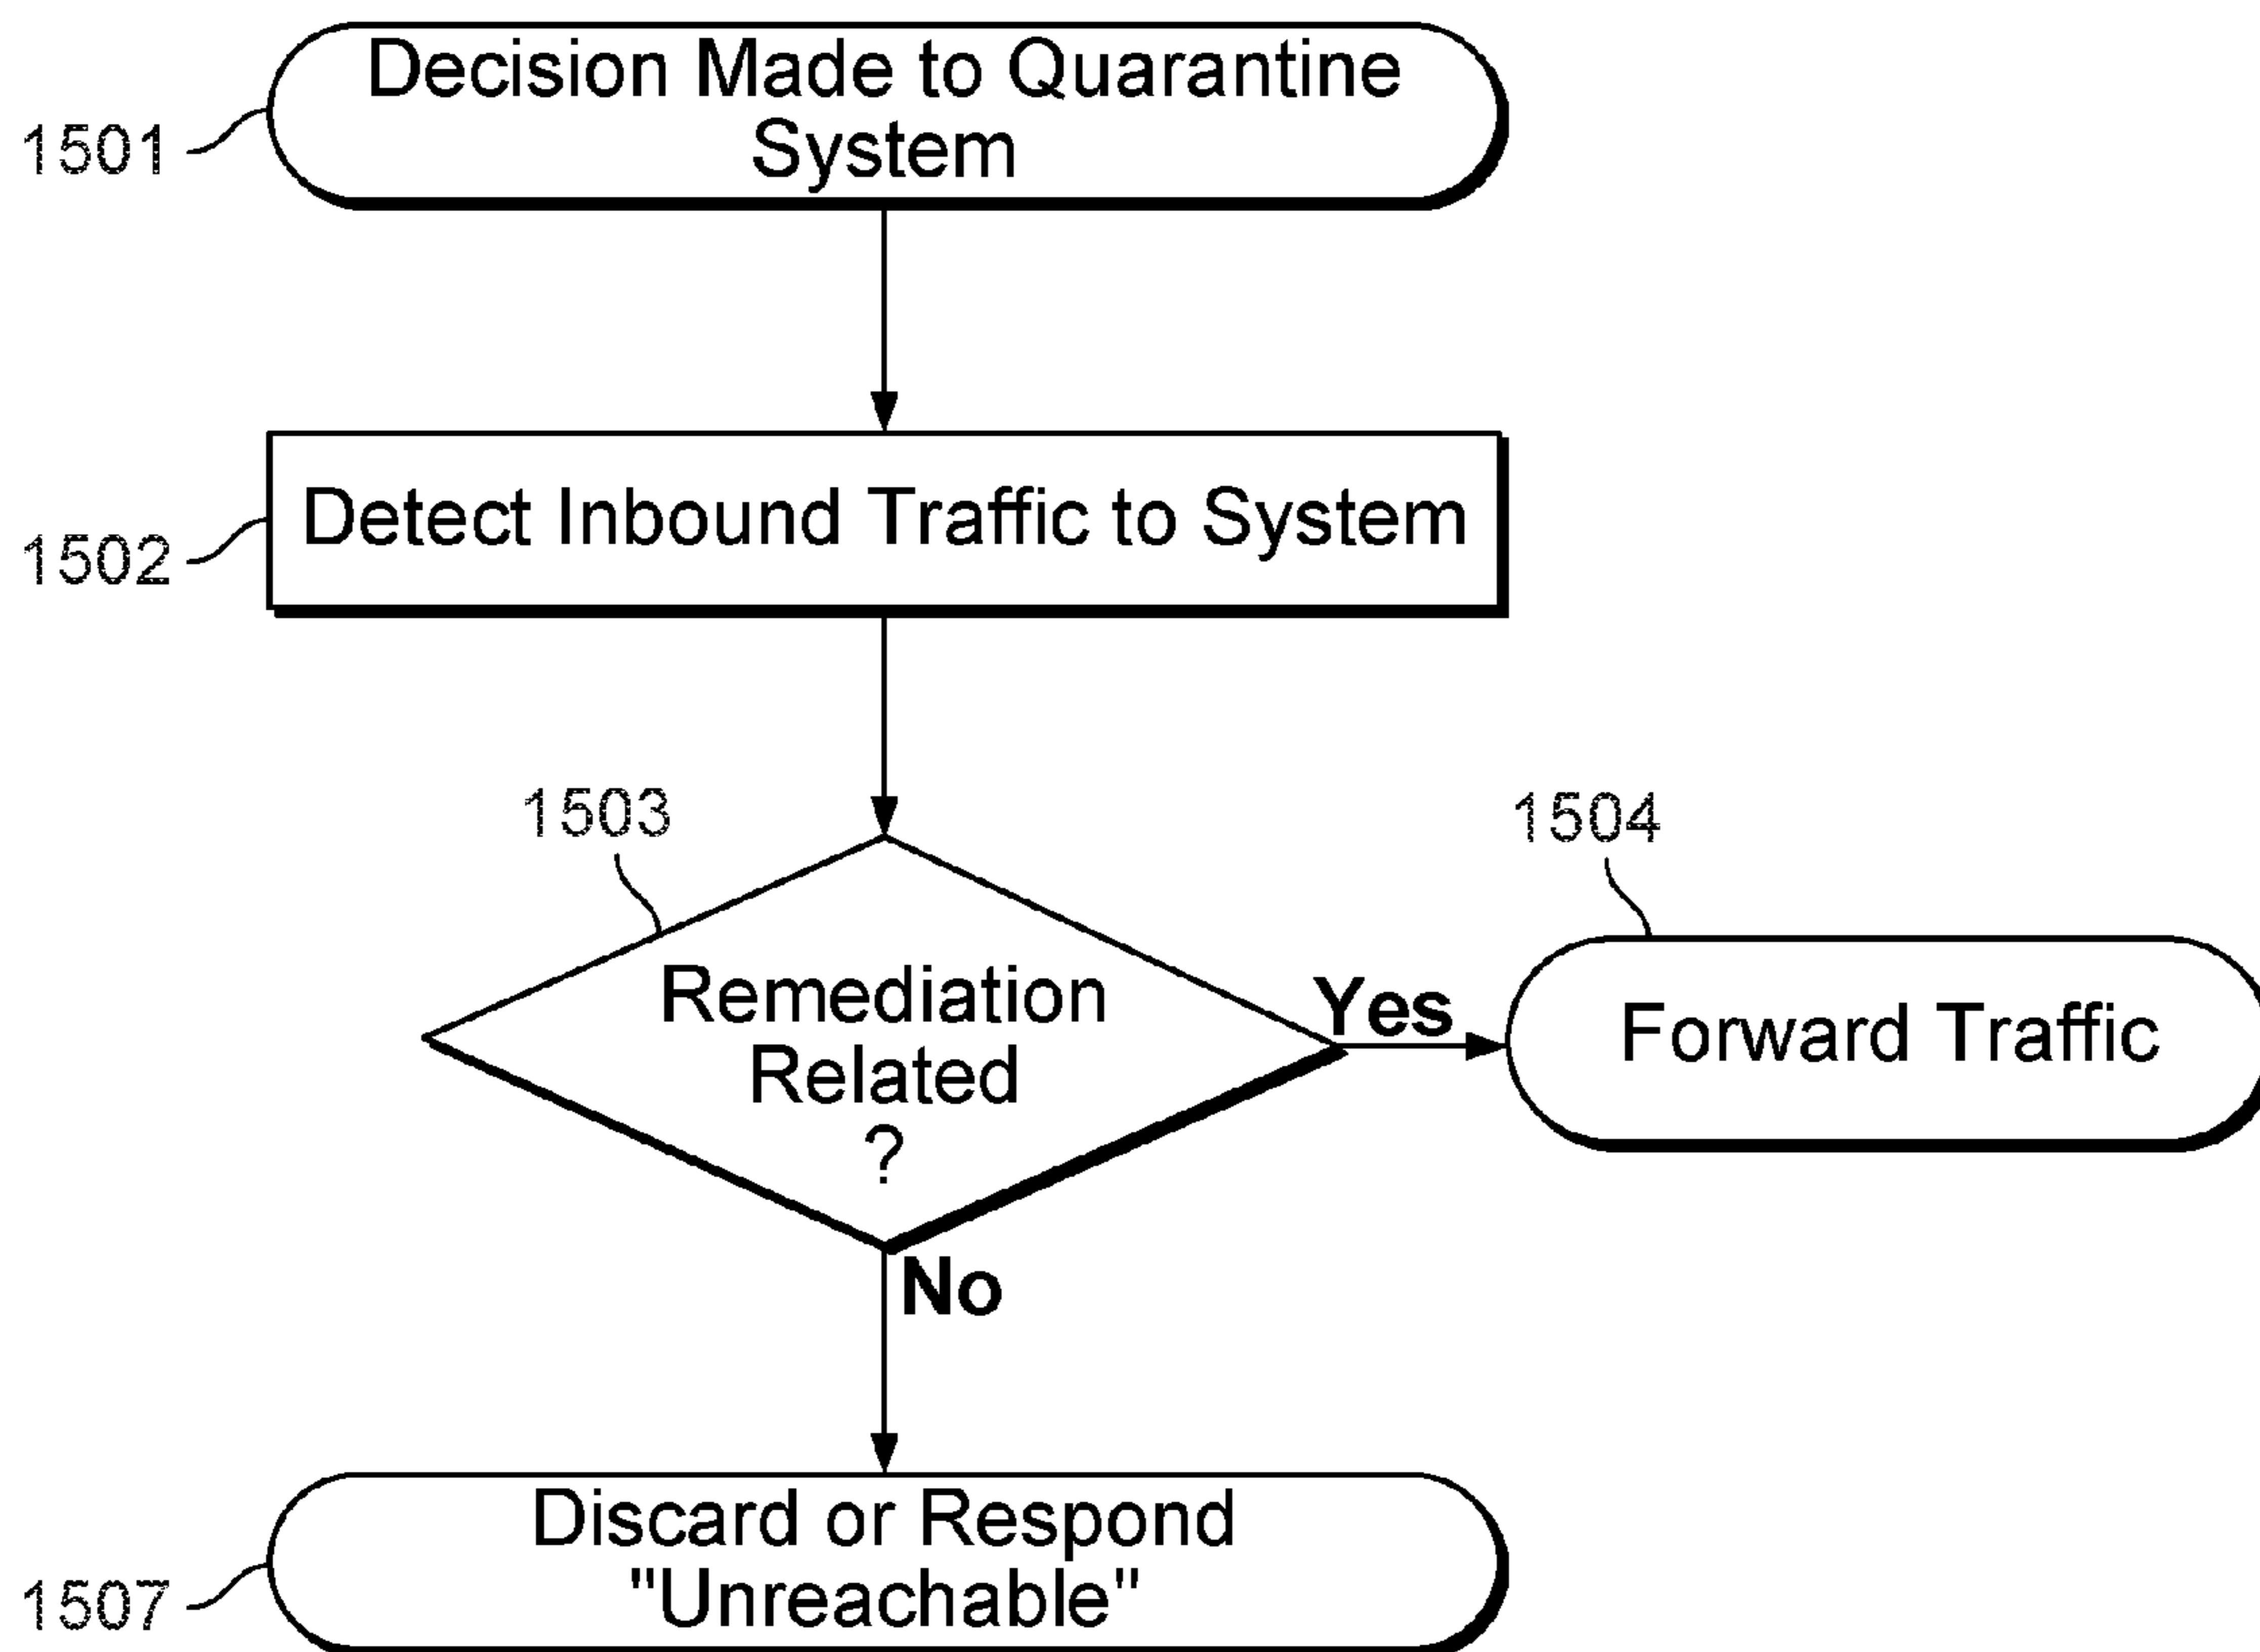 Decision Made to Quarantine
System
1501
Detect Inbound Traffic to System
1502
1503
1504
Remediation
Related
?
Yes
Forward Traffic
No
Discard or Respond
"Unreachable"
1507